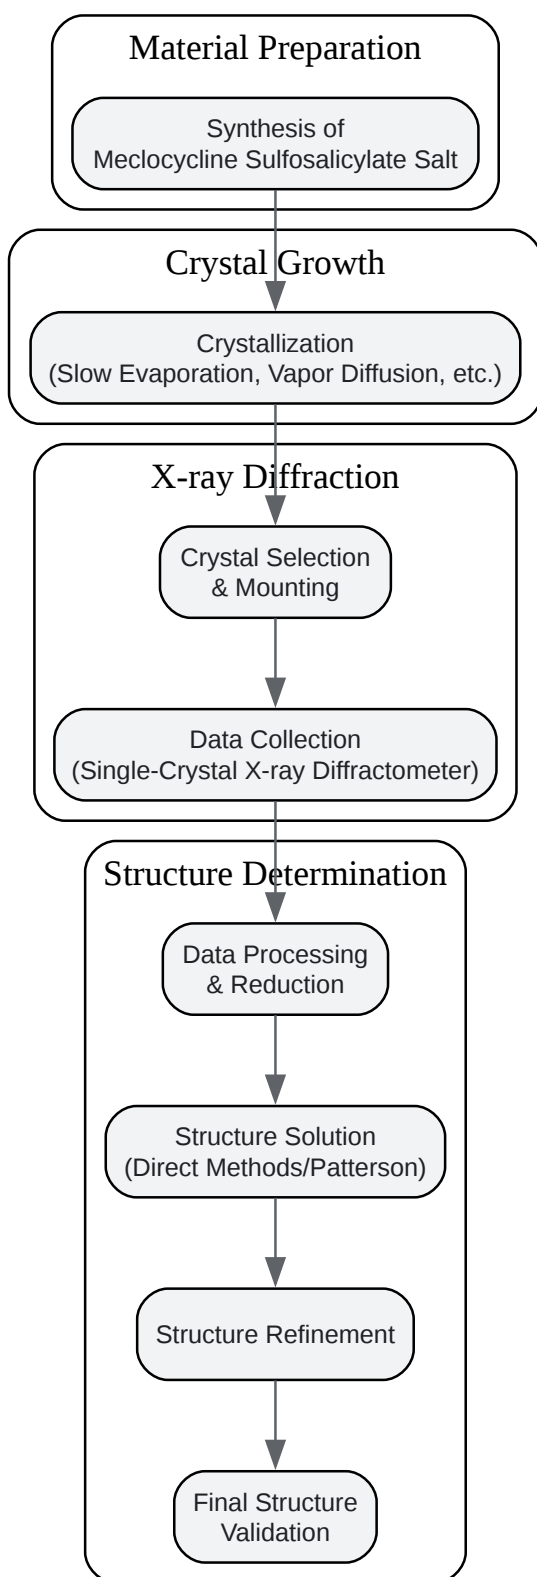 Material Preparation
Synthesis of
Meclocycline Sulfosalicylate Salt
Crystal Growth
Crystallization
(Slow Evaporation, Vapor Diffusion, etc.)
X-ray Diffraction
Crystal Selection
& Mounting
Data Collection
(Single-Crystal X-ray Diffractometer)
Structure Determination
Data Processing
& Reduction
Structure Solution
(Direct Methods/Patterson)
Structure Refinement
Final Structure
Validation